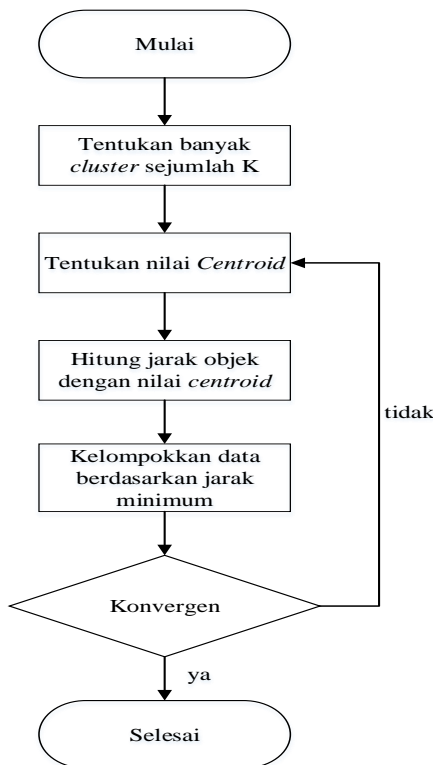 Mulai
Tentukan banyak
cluster sejumlah K
Tentukan nilai Centroid
Hitung jarak objek
dengan nilai centroid
tidak
Kelompokkan data
berdasarkan jarak
minimum
Konvergen
ya
Selesai